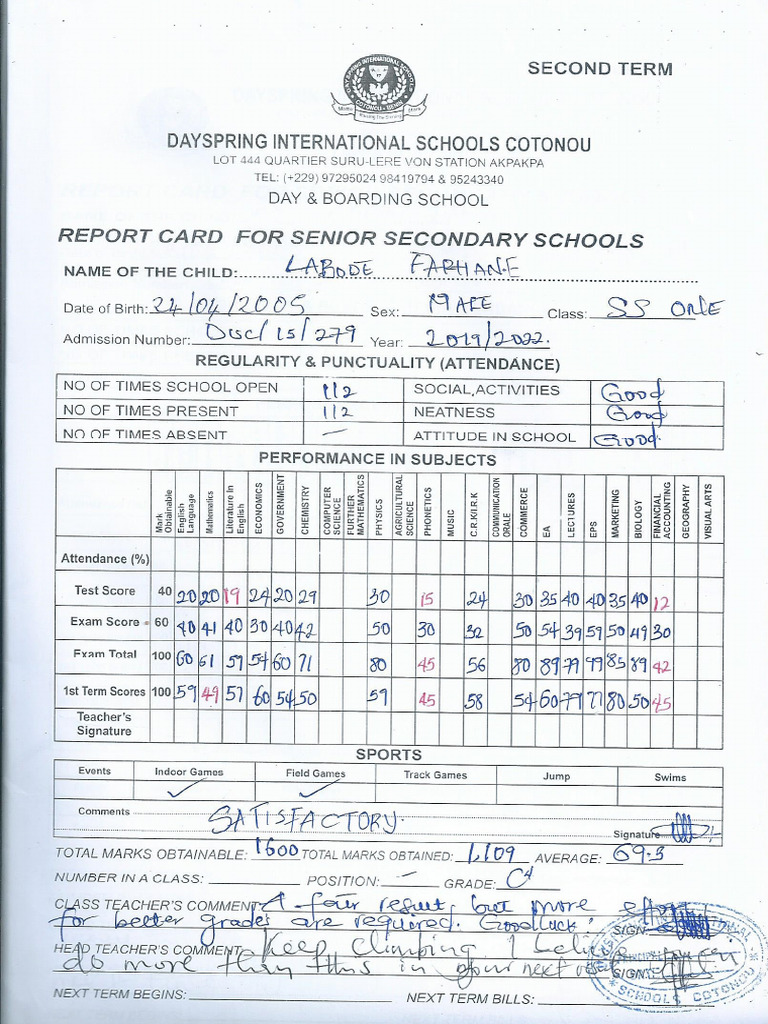 SECOND TERM
DAYSPRING INTERNATIONAL SCHOOLS
COTONOU - BENIN
DAYSPRING INTERNATIONAL SCHOOLS COTONOU
LOT 444 QUARTIER SURU-LERE VON STATION AKPAKPA
TEL: (+229) 97295024 98419794 & 95243340
DAY & BOARDING SCHOOL
REPORT CARD FOR SENIOR SECONDARY SCHOOLS
NAME OF THE CHILD: LABODE FARHANE
Date of Birth: 24/04/2005 Sex: MALE Class: SS ONE
Admission Number: DISC/15/279 Year: 2019/2022.
REGULARITY & PUNCTUALITY (ATTENDANCE)
NO OF TIMES SCHOOL OPEN 112 SOCIAL,ACTIVITIES Good
NO OF TIMES PRESENT 112 NEATNESS Good
NO OF TIMES ABSENT — ATTITUDE IN SCHOOL Good
PERFORMANCE IN SUBJECTS
Mark Obtainable English Language Mathematics Literature In English ECONOMICS GOVERNMENT CHEMISTRY COMPUTER SCIENCE FURTHER MATHEMATICS PHYSICS AGRICULTURAL SCIENCE PHONETICS MUSIC C.R.K/I.R.K COMMUNICATION ORALE COMMERCE EA LECTURES EPS MARKETING BIOLOGY FINANCIAL ACCOUNTING GEOGRAPHY VISUAL ARTS
Attendance (%)
Test Score 40 20 20 19 24 20 29 30 15 24 30 35 40 40 35 40 12
Exam Score = 60 40 41 40 30 40 42 50 30 32 50 54 39 59 50 49 30
Exam Total 100 60 61 59 54 60 71 80 45 56 80 89 79 99 85 89 42
1st Term Scores 100 59 49 57 60 54 50 59 45 58 54 60 79 77 80 50 45
Teacher's Signature
SPORTS
Events Indoor Games Field Games Track Games Jump Swims
✓ ✓
Comments SATISFACTORY. Signature
TOTAL MARKS OBTAINABLE: 1600 TOTAL MARKS OBTAINED: 1,109 AVERAGE: 69.3
NUMBER IN A CLASS: POSITION: — GRADE: C4
CLASS TEACHER'S COMMENT A fair result, but more effort
for better grades are required. Goodluck! SIGN
HEAD TEACHER'S COMMENT Keep climbing I
do more than this in your next SIGN
SCHOOLS COTONOU
NEXT TERM BEGINS: NEXT TERM BILLS: